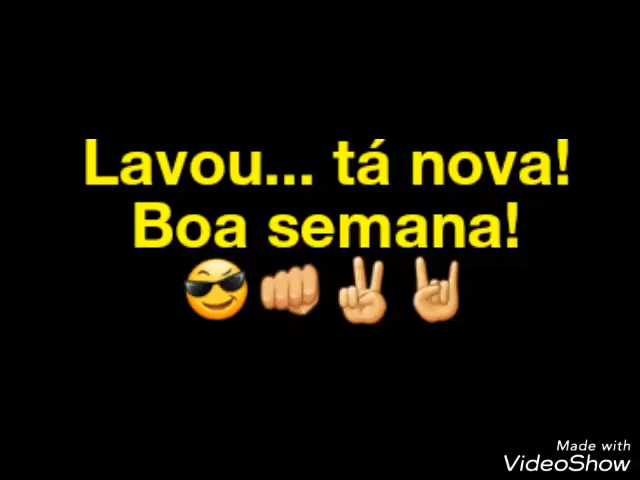 Lavou... tá nova!
Boa semana!
😎👊✌🤘
Made with
VideoShow